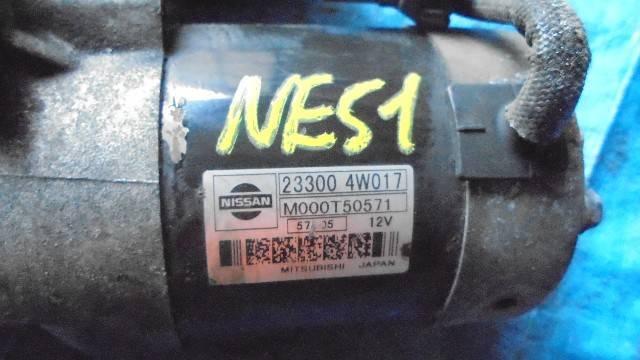 NE51
NISSAN
23300 4W017
M000T50571
12V
MITSUBISHI JAPAN